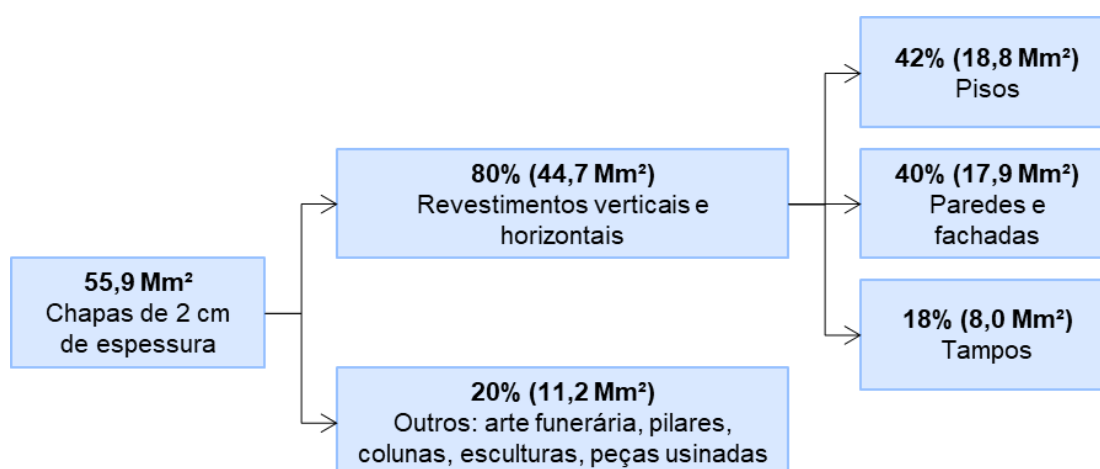 55,9 Mm²
Chapas de 2 cm
de espessura
80% (44,7 Mm²)
Revestimentos verticais e
horizontais
20% (11,2 Mm²)
Outros: arte funerária, pilares,
colunas, esculturas, peças usinadas
42% (18,8 Mm²)
Pisos
40% (17,9 Mm²)
Paredes e
fachadas
18% (8,0 Mm²)
Tampos